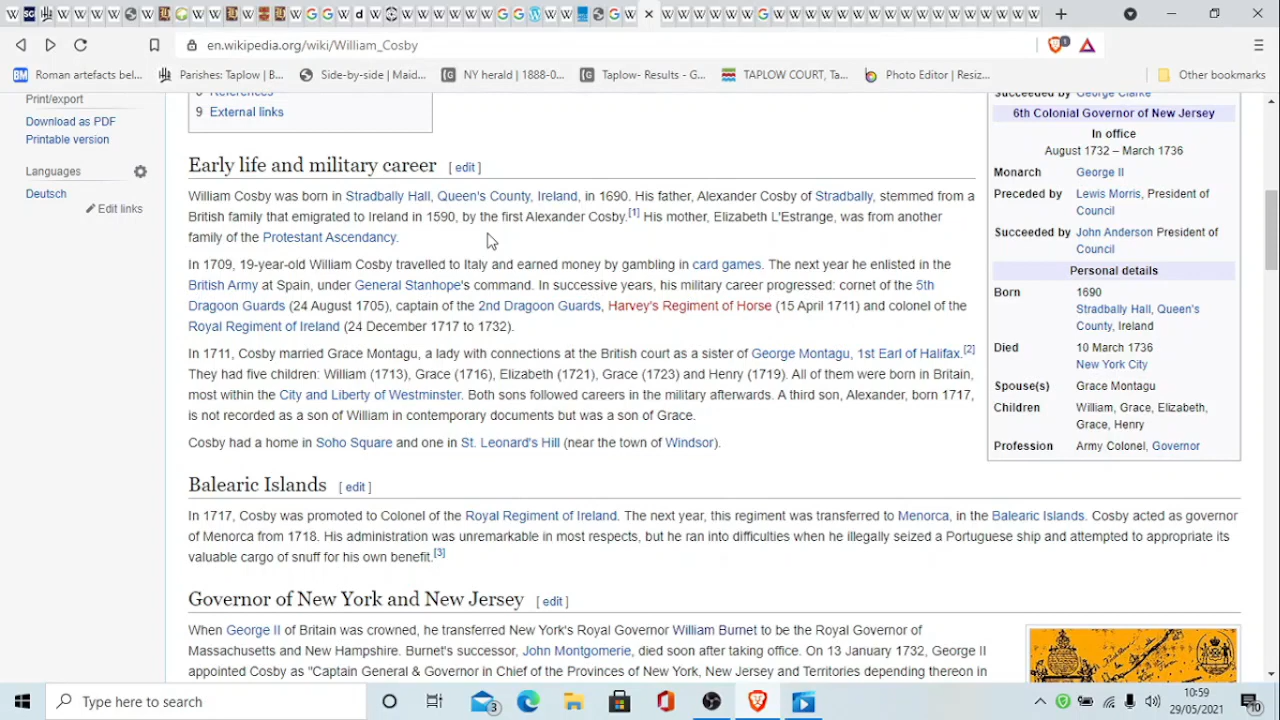 en.wikipedia.org/wiki/William_Cosby
1
Roman artefacts bel...
Parishes: Taplow | B...
Side-by-side | Maid...
NY herald | 1888-0...
Taplow- Results - G...
TAPLOW COURT, Ta...
Photo Editor | Resiz...
Other bookmarks
Print/export
Download as PDF
Printable version
Languages
Deutsch
Edit links
References
9 External links
Early life and military career [ edit ]
William Cosby was born in Stradbally Hall, Queen's County, Ireland, in 1690. His father, Alexander Cosby of Stradbally, stemmed from a
British family that emigrated to Ireland in 1590, by the first Alexander Cosby.[1] His mother, Elizabeth L'Estrange, was from another
family of the Protestant Ascendancy.
In 1709, 19-year-old William Cosby travelled to Italy and earned money by gambling in card games. The next year he enlisted in the
British Army at Spain, under General Stanhope's command. In successive years, his military career progressed: cornet of the 5th
Dragoon Guards (24 August 1705), captain of the 2nd Dragoon Guards, Harvey's Regiment of Horse (15 April 1711) and colonel of the
Royal Regiment of Ireland (24 December 1717 to 1732).
In 1711, Cosby married Grace Montagu, a lady with connections at the British court as a sister of George Montagu, 1st Earl of Halifax.[2]
They had five children: William (1713), Grace (1716), Elizabeth (1721), Grace (1723) and Henry (1719). All of them were born in Britain,
most within the City and Liberty of Westminster. Both sons followed careers in the military afterwards. A third son, Alexander, born 1717,
is not recorded as a son of William in contemporary documents but was a son of Grace.
Cosby had a home in Soho Square and one in St. Leonard's Hill (near the town of Windsor).
Succeeded by George Clarke
6th Colonial Governor of New Jersey
In office
August 1732 – March 1736
Monarch George II
Preceded by Lewis Morris, President of
Council
Succeeded by John Anderson President of
Council
Personal details
Born 1690
Stradbally Hall, Queen's
County, Ireland
Died 10 March 1736
New York City
Spouse(s) Grace Montagu
Children William, Grace, Elizabeth,
Grace, Henry
Profession Army Colonel, Governor
Balearic Islands [ edit ]
In 1717, Cosby was promoted to Colonel of the Royal Regiment of Ireland. The next year, this regiment was transferred to Menorca, in the Balearic Islands. Cosby acted as governor
of Menorca from 1718. His administration was unremarkable in most respects, but he ran into difficulties when he illegally seized a Portuguese ship and attempted to appropriate its
valuable cargo of snuff for his own benefit.[3]
Governor of New York and New Jersey [ edit ]
When George II of Britain was crowned, he transferred New York's Royal Governor William Burnet to be the Royal Governor of
Massachusetts and New Hampshire. Burnet's successor, John Montgomerie, died soon after taking office. On 13 January 1732, George II
appointed Cosby as "Captain General & Governor in Chief of the Provinces of New York, New Jersey and Territories depending thereon in
Type here to search
3
10:59
29/05/2021
10